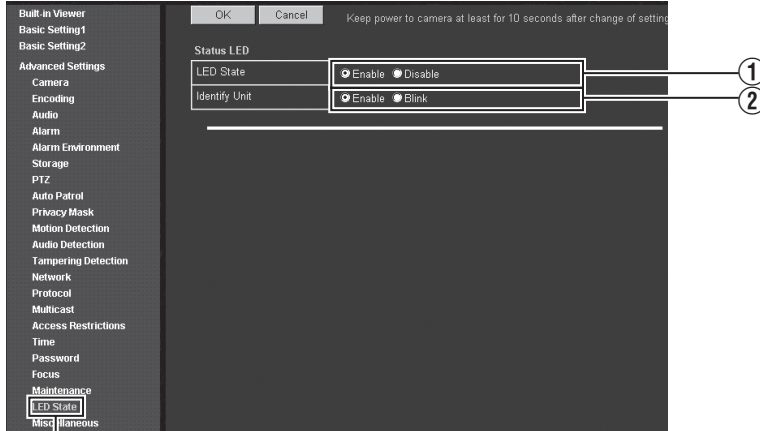 Built-in Viewer
Basic Setting1
Basic Setting2
Advanced Settings
Camera
Encoding
Audio
Alarm
Alarm Environment
Storage
PTZ
Auto Patrol
Privacy Mask
Motion Detection
Audio Detection
Tampering Detection
Network
Protocol
Multicast
Access Restrictions
Time
Password
Focus
Maintenance
LED State
Miscellaneous
OK Cancel Keep power to camera at least for 10 seconds after change of setting
Status LED
LED State Enable Disable ①
Identify Unit Enable Blink ②